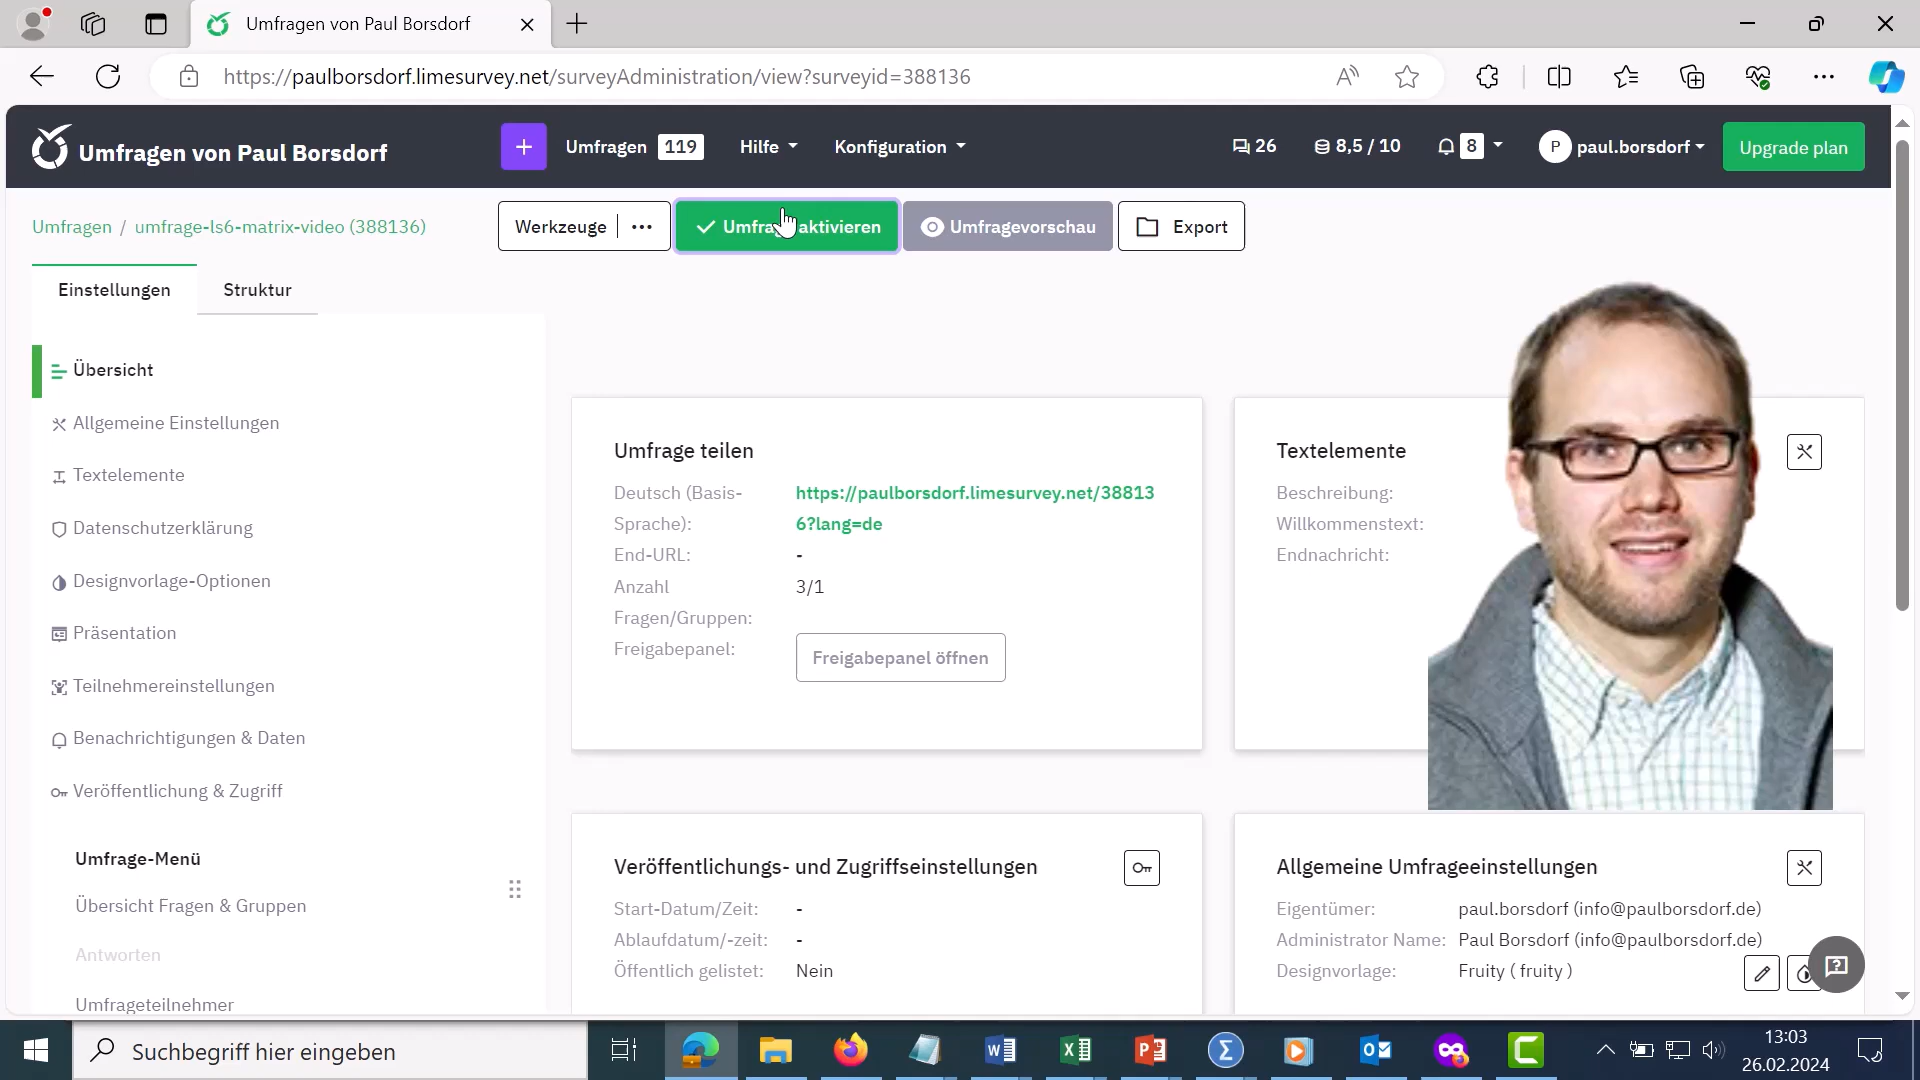 Umfragen von Paul Borsdorf
https://paulborsdorf.limesurvey.net/surveyAdministration/view?surveyid=388136
Umfragen von Paul Borsdorf
+
Umfragen 119
Hilfe
Konfiguration
26
8,5 / 10
8
P paul.borsdorf
Upgrade plan
Umfragen / umfrage-ls6-matrix-video (388136)
Werkzeuge
aktivieren
Umfragevorschau
Export
Einstellungen
Struktur
Übersicht
Allgemeine Einstellungen
Textelemente
Datenschutzerklärung
Designvorlage-Optionen
Präsentation
Teilnehmereinstellungen
Benachrichtigungen & Daten
Veröffentlichung & Zugriff
Umfrage-Menü
Übersicht Fragen & Gruppen
Antworten
Umfrageteilnehmer
Umfrage teilen
Deutsch (Basis- https://paulborsdorf.limesurvey.net/38813
Sprache): 6?lang=de
End-URL: -
Anzahl 3/1
Fragen/Gruppen:
Freigabepanel: Freigabepanel öffnen
Textelemente
Beschreibung:
Willkommenstext:
Endnachricht:
Veröffentlichungs- und Zugriffseinstellungen
Start-Datum/Zeit: -
Ablaufdatum/-zeit: -
Öffentlich gelistet: Nein
Allgemeine Umfrageeinstellungen
Eigentümer: paul.borsdorf (info@paulborsdorf.de)
Administrator Name: Paul Borsdorf (info@paulborsdorf.de)
Designvorlage: Fruity ( fruity )
Suchbegriff hier eingeben
13:03
26.02.2024